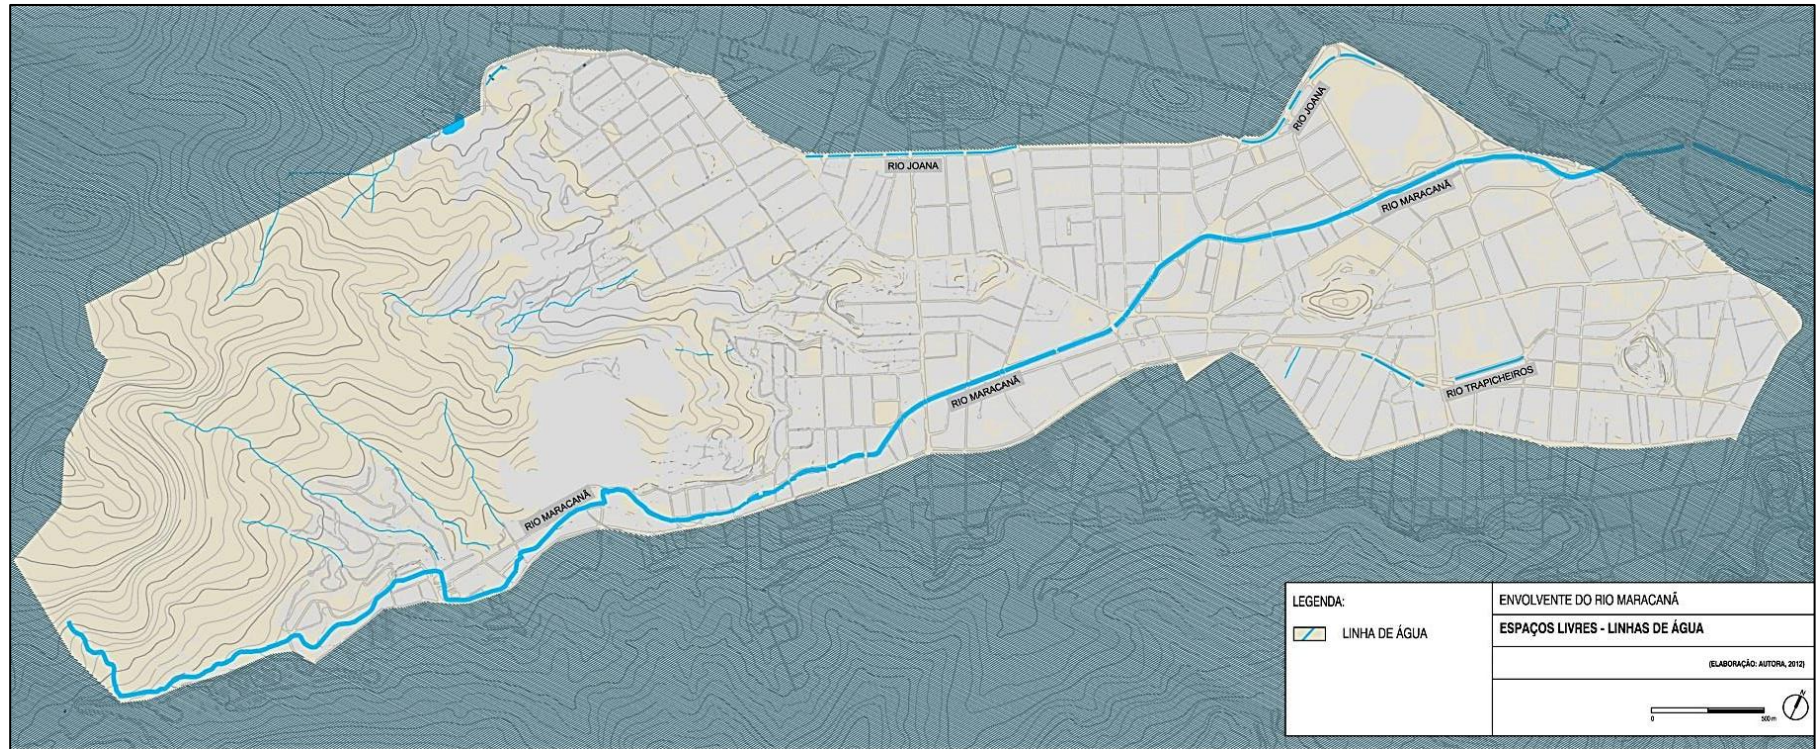 RIO JOANA
RIO JOANA
RIO MARACANÃ
RIO MARACANÃ
RIO TRAPICHEIROS
RIO MARACANÃ
LEGENDA:
LINHA DE ÁGUA
ENVOLVENTE DO RIO MARACANÃ
ESPAÇOS LIVRES - LINHAS DE ÁGUA
(ELABORAÇÃO: AUTORA, 2012)
0 500 m
N